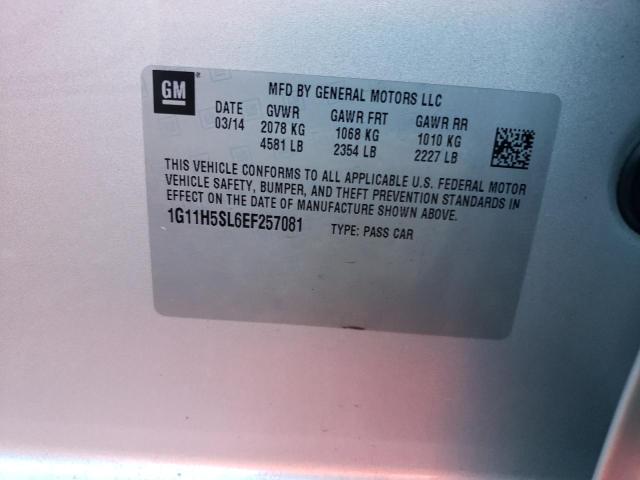 GM
MFD BY GENERAL MOTORS LLC
DATE GVWR GAWR FRT GAWR RR
03/14 2078 KG 1068 KG 1010 KG
4581 LB 2354 LB 2227 LB
THIS VEHICLE CONFORMS TO ALL APPLICABLE U.S. FEDERAL MOTOR
VEHICLE SAFETY, BUMPER, AND THEFT PREVENTION STANDARDS IN
EFFECT ON THE DATE OF MANUFACTURE SHOWN ABOVE.
1G11H5SL6EF257081 TYPE: PASS CAR